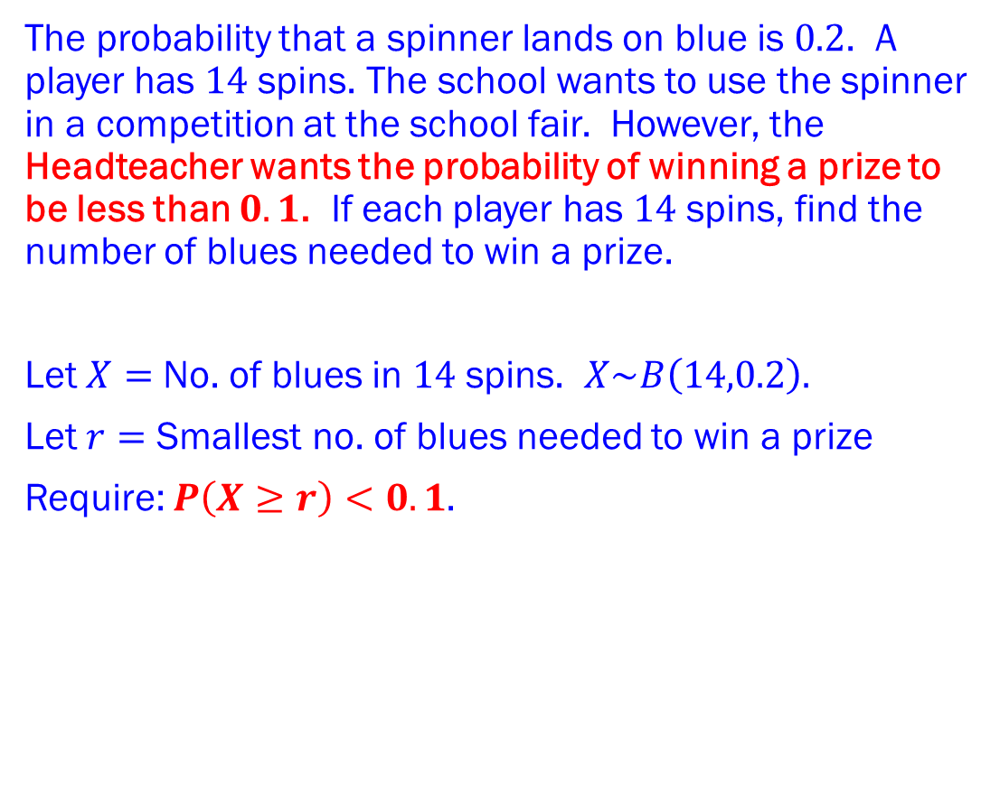 The probability that a spinner lands on blue is 0.2. A
player has 14 spins. The school wants to use the spinner
in a competition at the school fair. However, the
Headteacher wants the probability of winning a prize to
be less than 0.1. If each player has 14 spins, find the
number of blues needed to win a prize.
Let X = No. of blues in 14 spins. X~B(14,0.2).
Let r = Smallest no. of blues needed to win a prize
Require: P(X ≥ r) < 0.1.